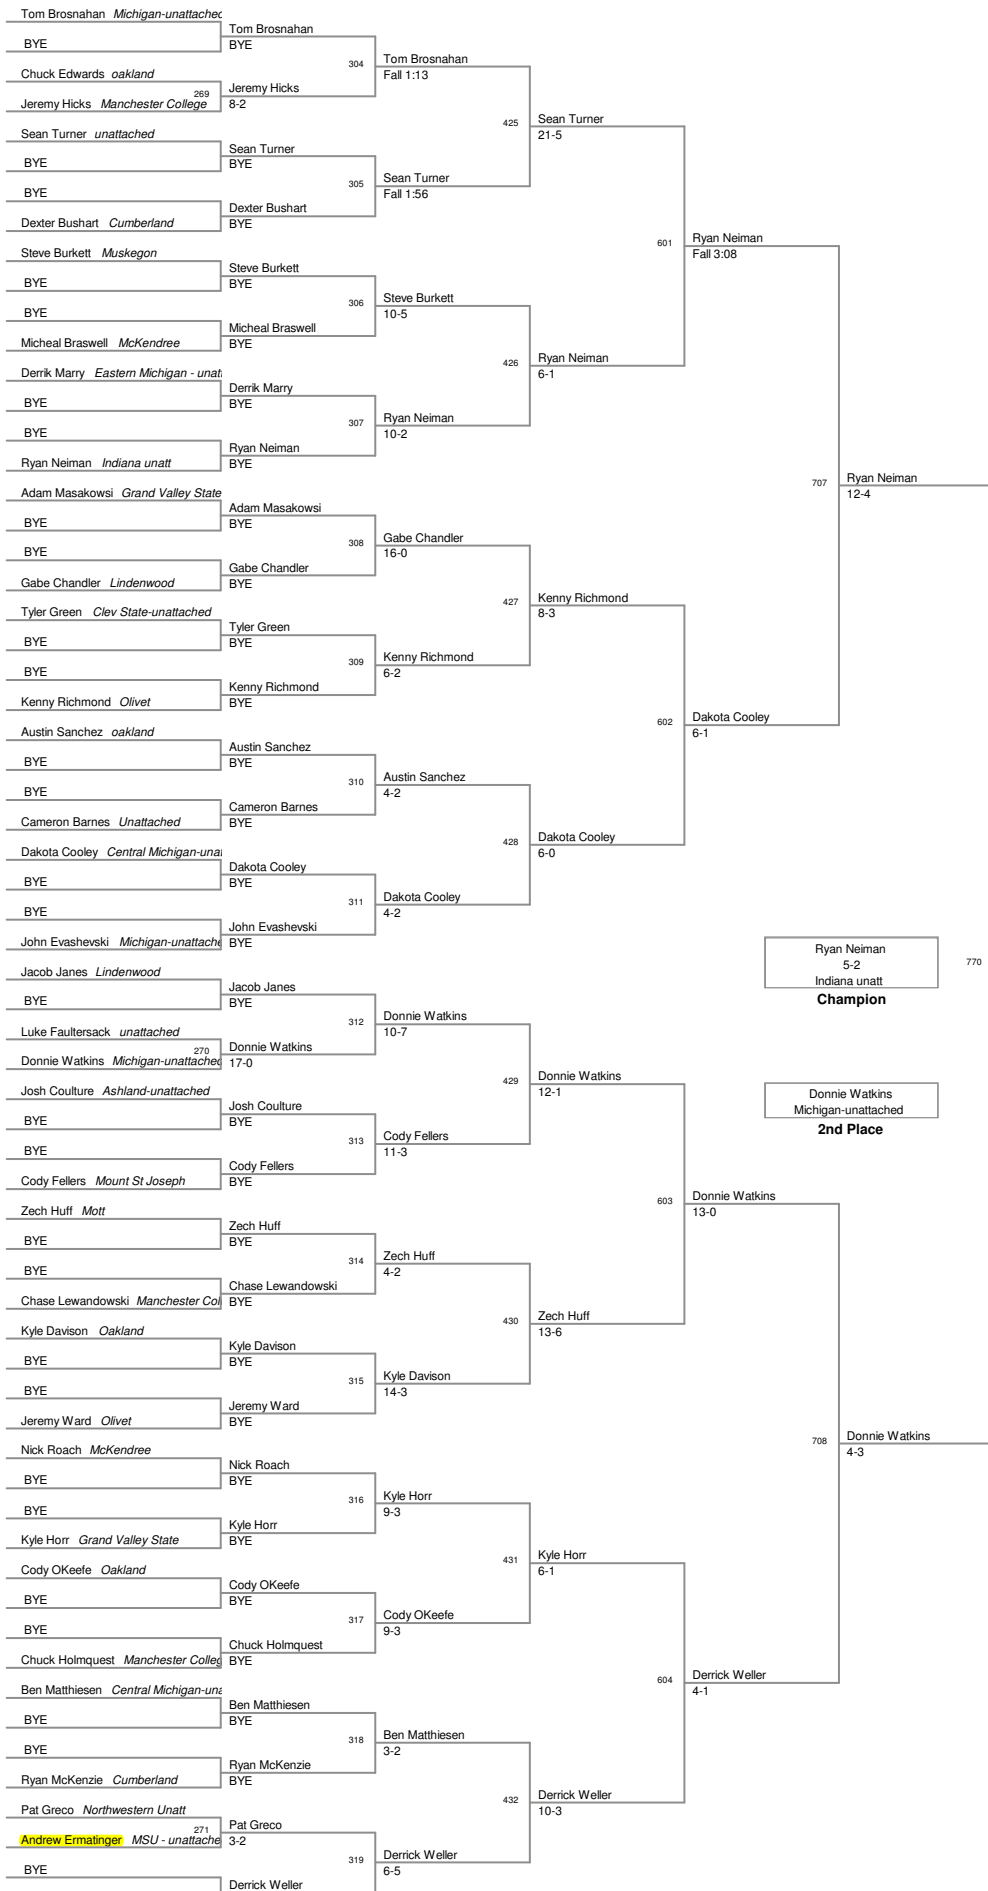 Tom Brosnahan Michigan-unattached
BYE
Chuck Edwards oakland
269
Jeremy Hicks Manchester College
Sean Turner unattached
BYE
BYE
Dexter Bushart Cumberland
Steve Burkett Muskegon
BYE
BYE
Micheal Braswell McKendree
Derrik Marry Eastern Michigan - unatt
BYE
BYE
Ryan Neiman Indiana unatt
Adam Masakowsi Grand Valley State
BYE
BYE
Gabe Chandler Lindenwood
Tyler Green Clev State-unattached
BYE
BYE
Kenny Richmond Olivet
Austin Sanchez oakland
BYE
BYE
Cameron Barnes Unattached
Dakota Cooley Central Michigan-unat
BYE
BYE
John Evashevski Michigan-unattache
Jacob Janes Lindenwood
BYE
Luke Faultersack unattached
270
Donnie Watkins Michigan-unattached
Josh Coulture Ashland-unattached
BYE
BYE
Cody Fellers Mount St Joseph
Zech Huff Mott
BYE
BYE
Chase Lewandowski Manchester Col
Kyle Davison Oakland
BYE
BYE
Jeremy Ward Olivet
Nick Roach McKendree
BYE
BYE
Kyle Horr Grand Valley State
Cody OKeefe Oakland
BYE
BYE
Chuck Holmquest Manchester Colleg
Ben Matthiesen Central Michigan-una
BYE
BYE
Ryan McKenzie Cumberland
Pat Greco Northwestern Unatt
271
Andrew Ermatinger MSU - unattache
BYE
Tom Brosnahan
BYE
304
Jeremy Hicks
8-2
Sean Turner
BYE
305
Dexter Bushart
BYE
Steve Burkett
BYE
306
Micheal Braswell
BYE
Derrik Marry
BYE
307
Ryan Neiman
BYE
Adam Masakowsi
BYE
308
Gabe Chandler
BYE
Tyler Green
BYE
309
Kenny Richmond
BYE
Austin Sanchez
BYE
310
Cameron Barnes
BYE
Dakota Cooley
BYE
311
John Evashevski
BYE
Jacob Janes
BYE
312
Donnie Watkins
17-0
Josh Coulture
BYE
313
Cody Fellers
BYE
Zech Huff
BYE
314
Chase Lewandowski
BYE
Kyle Davison
BYE
315
Jeremy Ward
BYE
Nick Roach
BYE
316
Kyle Horr
BYE
Cody OKeefe
BYE
317
Chuck Holmquest
BYE
Ben Matthiesen
BYE
318
Ryan McKenzie
BYE
Pat Greco
3-2
319
Derrick Weller
Tom Brosnahan
Fall 1:13
425
Sean Turner
Fall 1:56
Steve Burkett
10-5
426
Ryan Neiman
10-2
Gabe Chandler
16-0
427
Kenny Richmond
6-2
Austin Sanchez
4-2
428
Dakota Cooley
4-2
Donnie Watkins
10-7
429
Cody Fellers
11-3
Zech Huff
4-2
430
Kyle Davison
14-3
Kyle Horr
9-3
431
Cody OKeefe
9-3
Ben Matthiesen
3-2
432
Derrick Weller
6-5
Sean Turner
21-5
601
Ryan Neiman
6-1
Kenny Richmond
8-3
602
Dakota Cooley
6-0
Donnie Watkins
12-1
603
Zech Huff
13-6
Kyle Horr
6-1
604
Derrick Weller
10-3
Ryan Neiman
Fall 3:08
707
Dakota Cooley
6-1
Donnie Watkins
13-0
708
Derrick Weller
4-1
Ryan Neiman
12-4
Ryan Neiman
5-2
Indiana unatt
770
Champion
Donnie Watkins
Michigan-unattached
2nd Place
Donnie Watkins
4-3